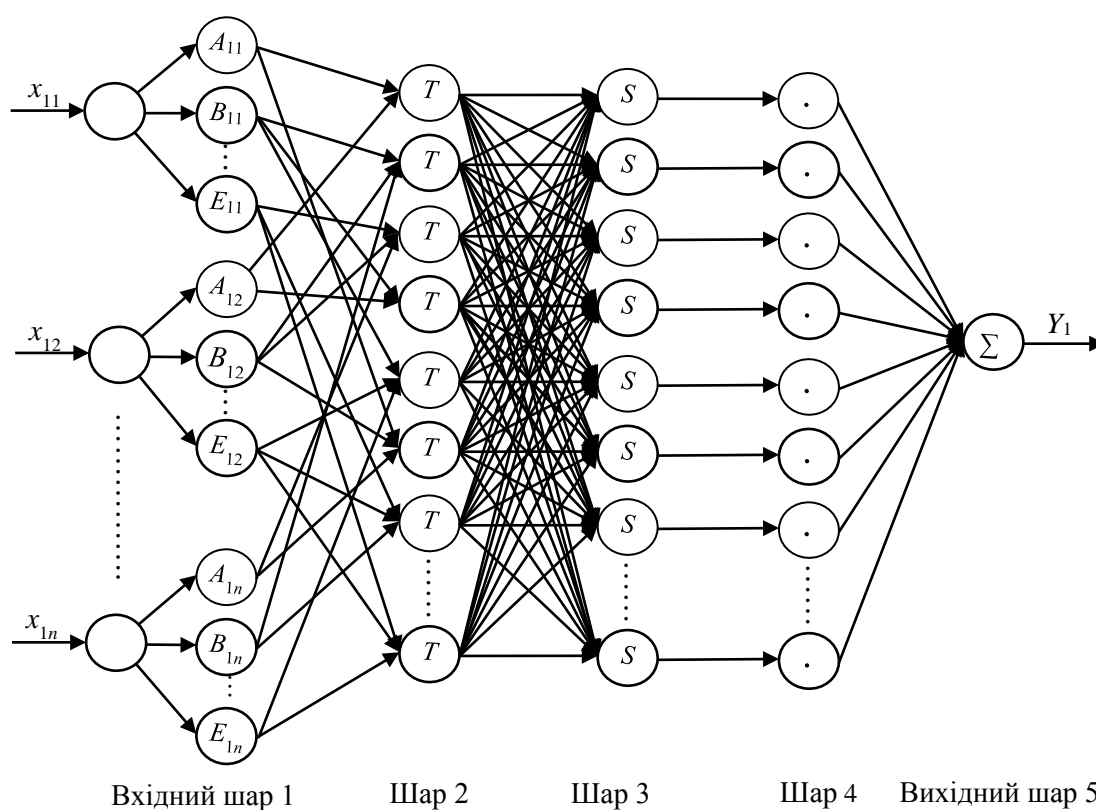 x₁₁
A₁₁
B₁₁
E₁₁
x₁₂
A₁₂
B₁₂
E₁₂
x₁ₙ
A₁ₙ
B₁ₙ
E₁ₙ
T
T
T
T
T
T
T
T
S
S
S
S
S
S
S
S
.
.
.
.
.
.
.
.
Σ
Y₁
Вхідний шар 1 Шар 2 Шар 3 Шар 4 Вихідний шар 5